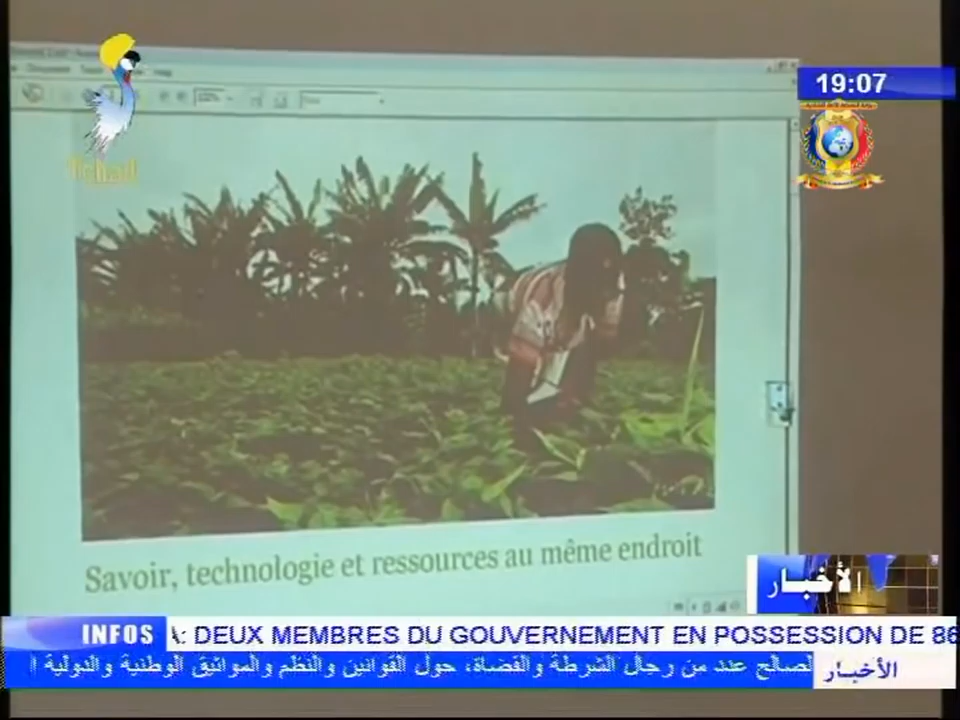 19:07
Tchad
Savoir, technologie et ressources au même endroit
الأخبار
INFOS
A: DEUX MEMBRES DU GOUVERNEMENT EN POSSESSION DE 86
لصالح عدد من رجال الشرطة والقضاة، حول القوانين والنظم والمواثيق الوطنية والدولية ا
الأخبار